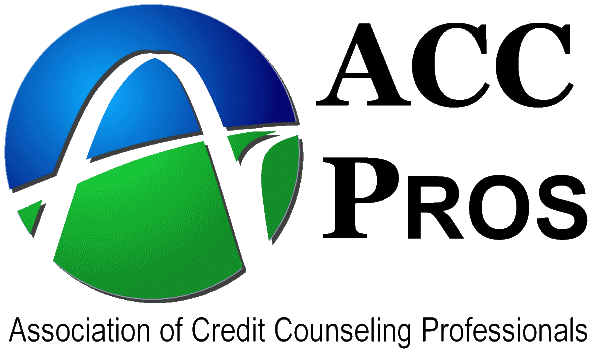 ACC
PROS
Association of Credit Counseling Professionals